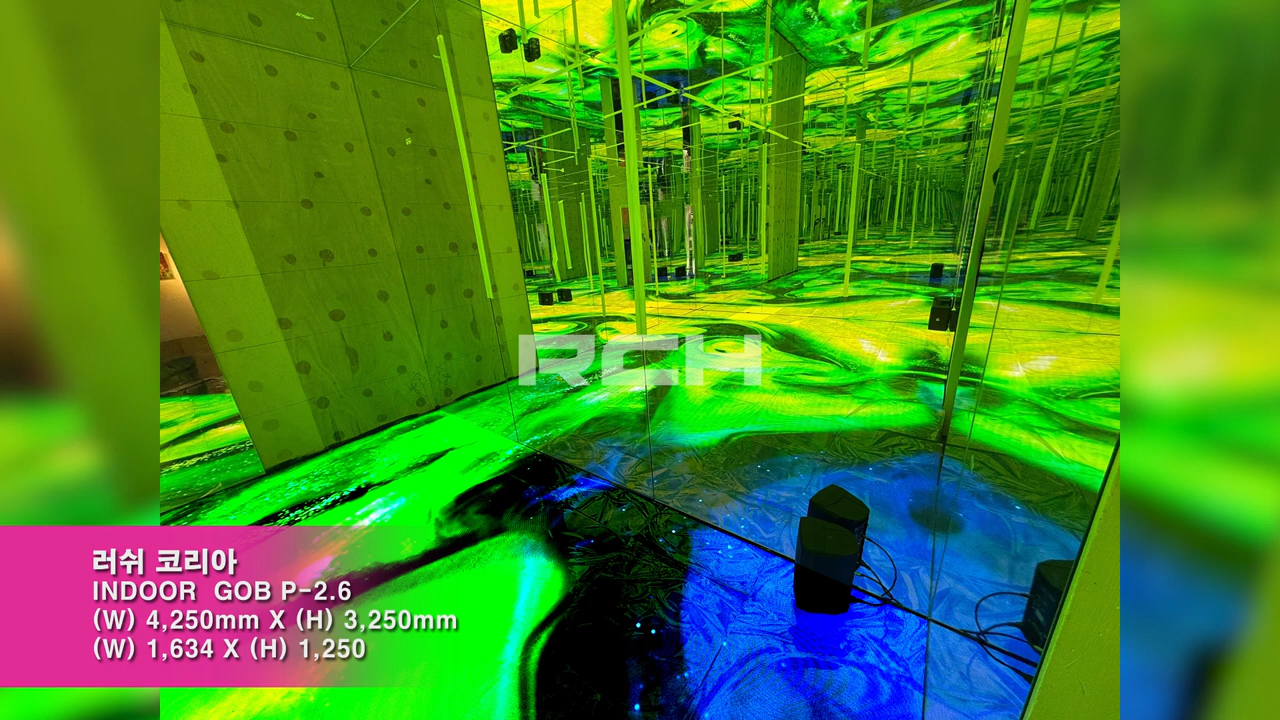 RCH
러쉬 코리아
INDOOR GOB P-2.6
(W) 4,250mm X (H) 3,250mm
(W) 1,634 X (H) 1,250